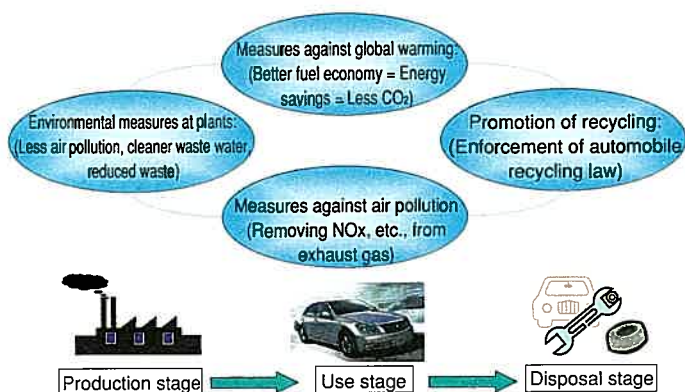 Measures against global warming:
(Better fuel economy = Energy
savings = Less CO₂)
Environmental measures at plants:
(Less air pollution, cleaner waste water,
reduced waste)
Promotion of recycling:
(Enforcement of automobile
recycling law)
Measures against air pollution
(Removing NOx, etc., from
exhaust gas)
Production stage
Use stage
Disposal stage